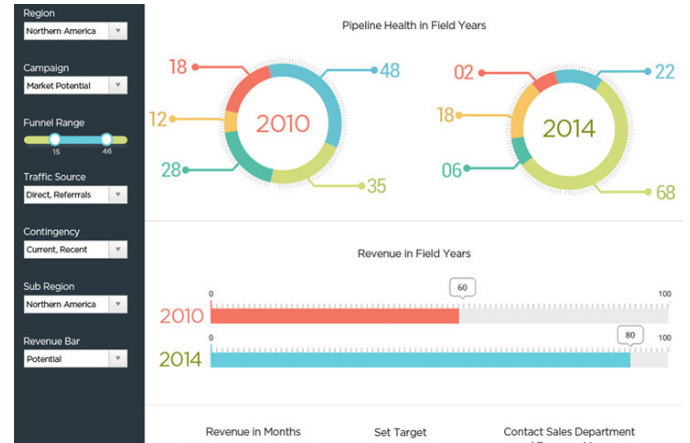 Region
Northern America
Campaign
Market Potential
Funnel Range
15 46
Traffic Source
Direct, Referrrals
Contingency
Current, Recent
Sub Region
Northern America
Revenue Bar
Potential
Pipeline Health in Field Years
18 48
12 2010
28 35
02 22
18 2014
06 68
Revenue in Field Years
60
0 100
2010
80
0 100
2014
Revenue in Months Set Target Contact Sales Department